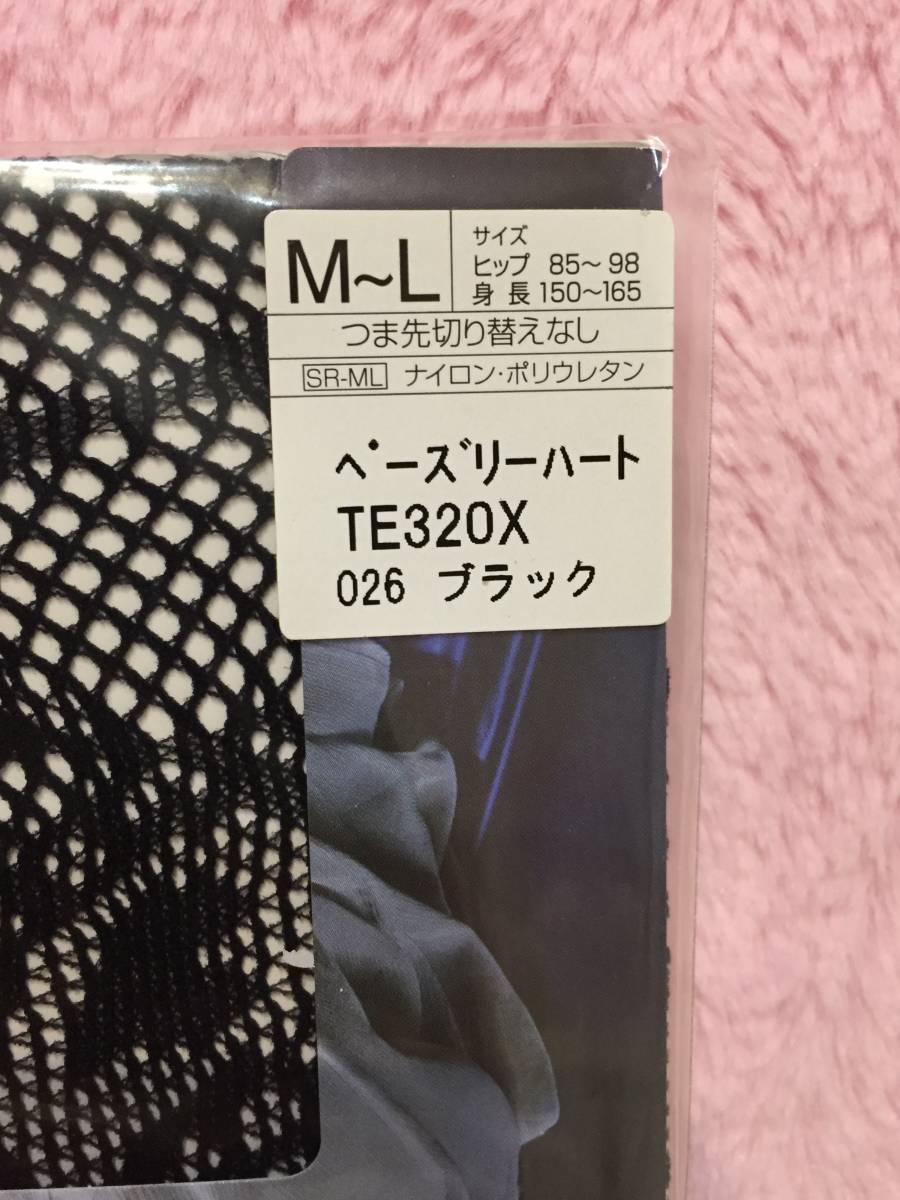 M~L
サイズ
ヒップ 85~98
身長 150~165
つま先切り替えなし
SR-ML ナイロン・ポリウレタン
ペーズリーハート
TE320X
026 ブラック